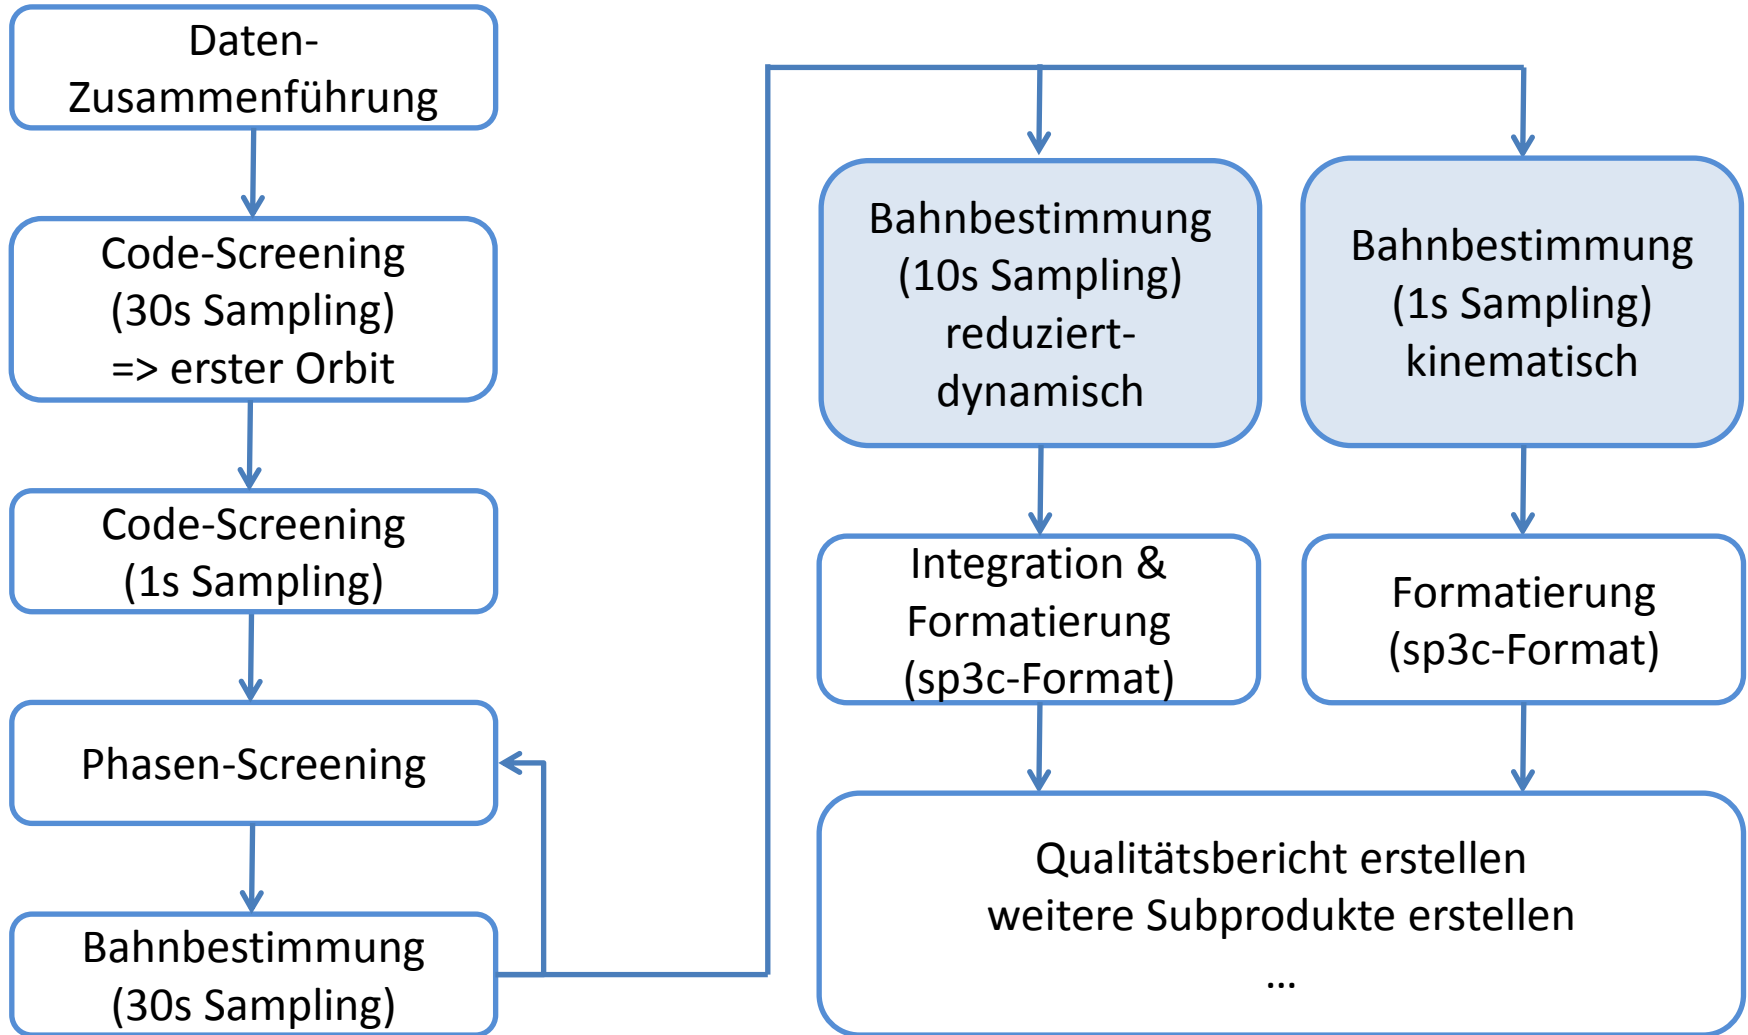 Daten-
Zusammenführung
Code-Screening
(30s Sampling)
=> erster Orbit
Code-Screening
(1s Sampling)
Phasen-Screening
Bahnbestimmung
(30s Sampling)
Bahnbestimmung
(10s Sampling)
reduziert-
dynamisch
Integration &
Formatierung
(sp3c-Format)
Bahnbestimmung
(1s Sampling)
kinematisch
Formatierung
(sp3c-Format)
Qualitätsbericht erstellen
weitere Subprodukte erstellen
…